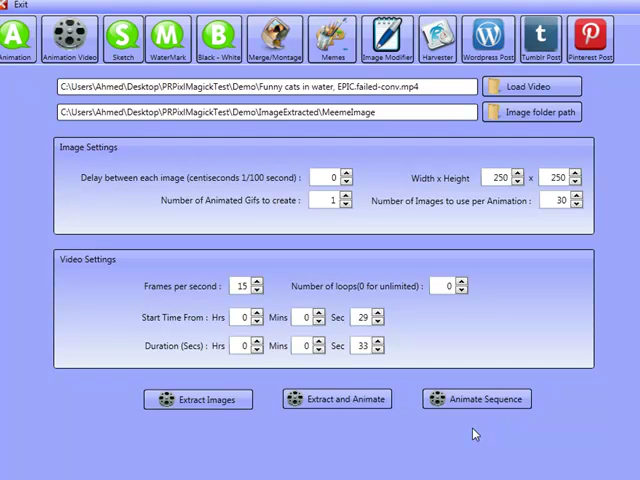 Exit
A S M B W t P
Animation Animation Video Sketch WaterMark Black - White Merge/Montage Memes Image Modifier Harvester Wordpress Post Tumblr Post Pinterest Post
C:\Users\Ahmed\Desktop\PRPixlMagickTest\Demo\Funny cats in water, EPIC.failed-conv.mp4 Load Video
C:\Users\Ahmed\Desktop\PRPixlMagickTest\Demo\ImageExtracted\MeemeImage Image folder path
Image Settings
Delay between each image (centiseconds 1/100 second) : 0 Width x Height 250 x 250
Number of Animated Gifs to create : 1 Number of Images to use per Animation : 30
Video Settings
Frames per second : 15 Number of loops(0 for unlimited) : 0
Start Time From : Hrs 0 Mins 0 Sec 29
Duration (Secs) : Hrs 0 Mins 0 Sec 33
Extract Images Extract and Animate Animate Sequence